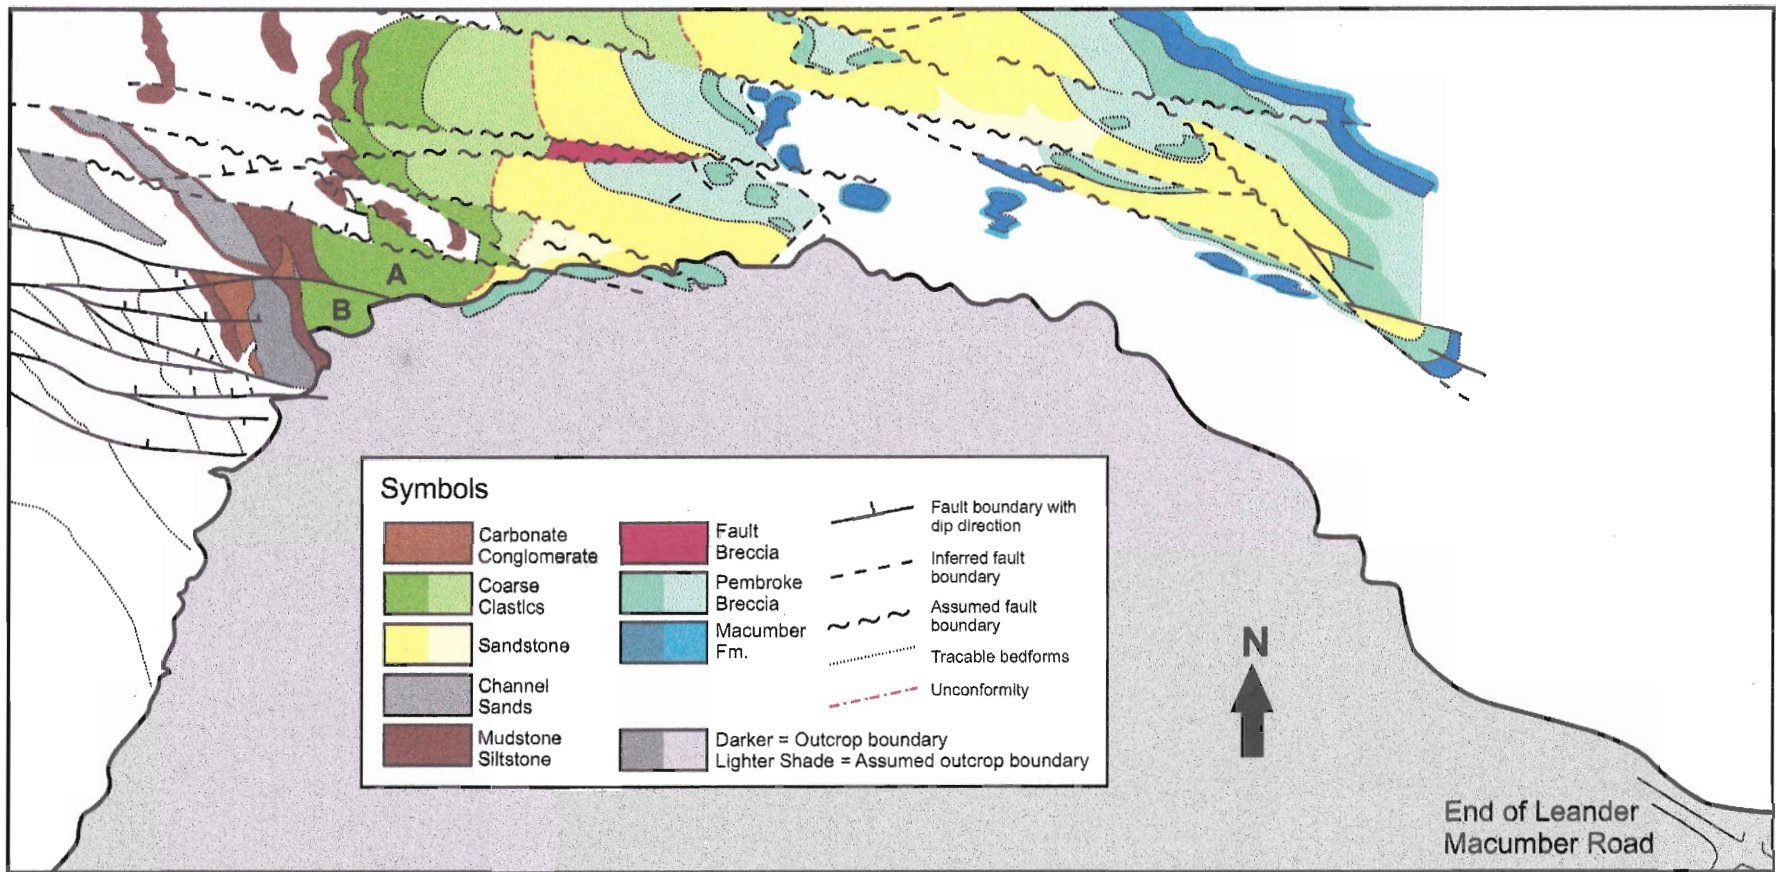 A
B
Symbols
Carbonate
Conglomerate
Coarse
Clastics
Sandstone
Channel
Sands
Mudstone
Siltstone
Fault
Breccia
Pembroke
Breccia
Macumber
Fm.
Darker = Outcrop boundary
Lighter Shade = Assumed outcrop boundary
Fault boundary with
dip direction
Inferred fault
boundary
Assumed fault
boundary
Tracable bedforms
Unconformity
N
End of Leander
Macumber Road